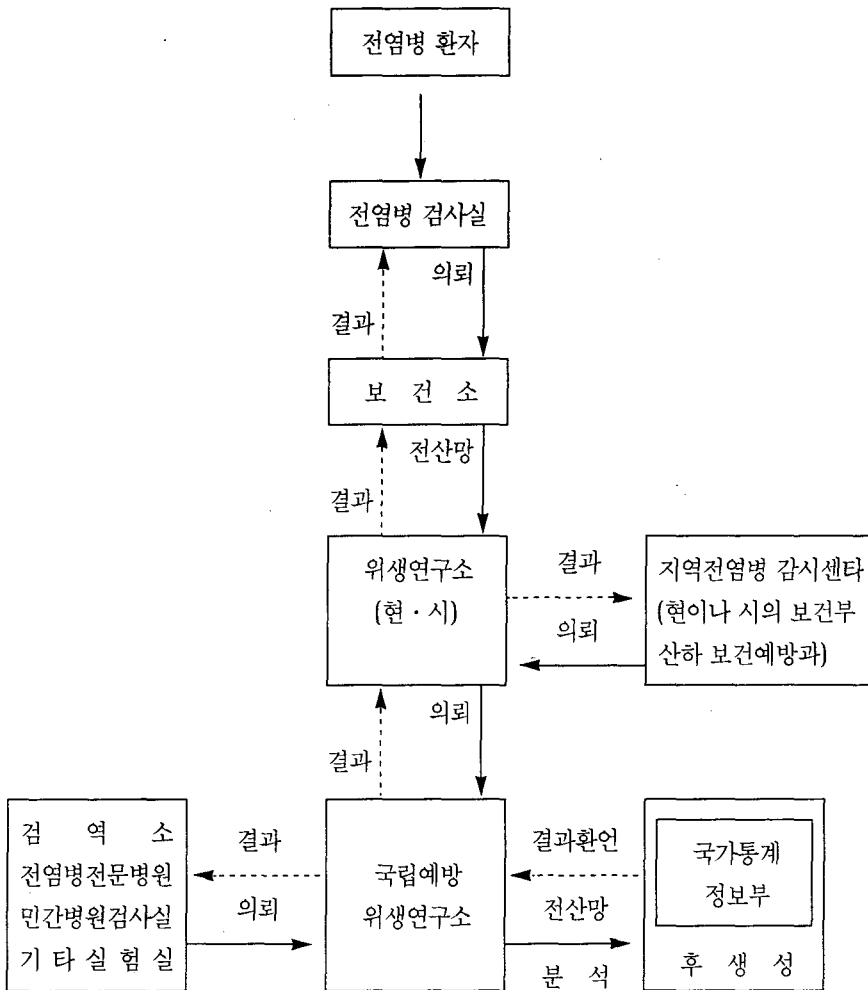 전염병 환자
전염병 검사실
의뢰
결과
보 건 소
전산망
결과
위생연구소
(현 · 시)
결과
의뢰
지역전염병 감시센타
(현이나 시의 보건부
산하 보건예방과)
의뢰
결과
검 역 소
전염병전문병원
민간병원검사실
기 타 실 험 실
결과
의뢰
국립예방
위생연구소
결과환언
전산망
분 석
국가통계
정보부
후 생 성